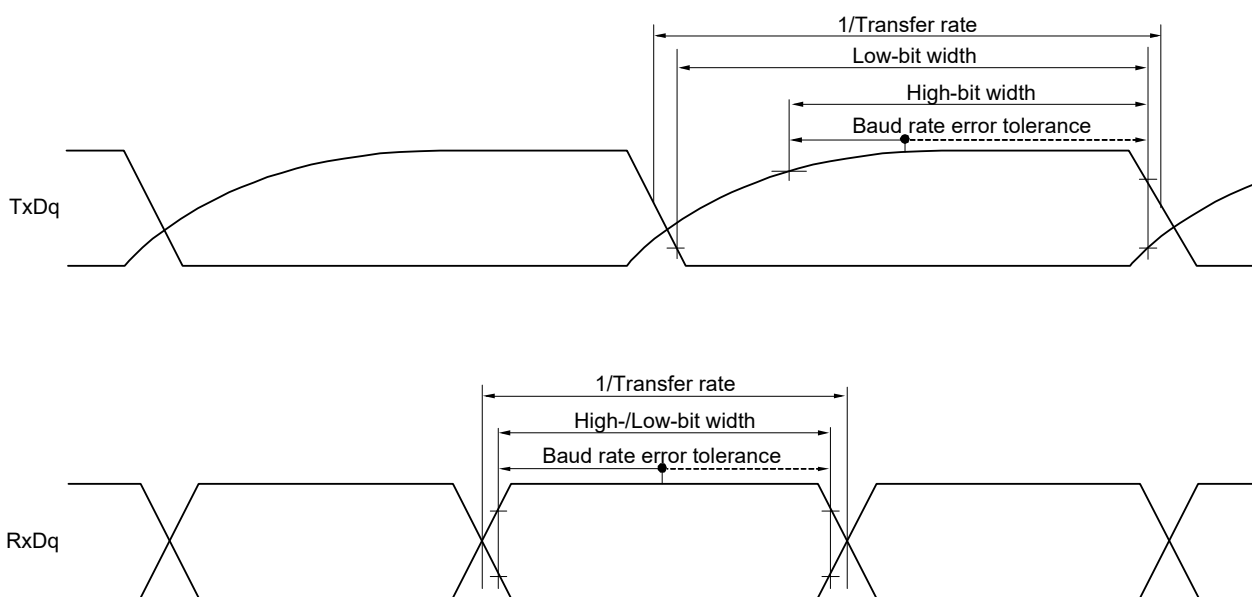 1/Transfer rate
Low-bit width
High-bit width
Baud rate error tolerance
TxDq
1/Transfer rate
High-/Low-bit width
Baud rate error tolerance
RxDq